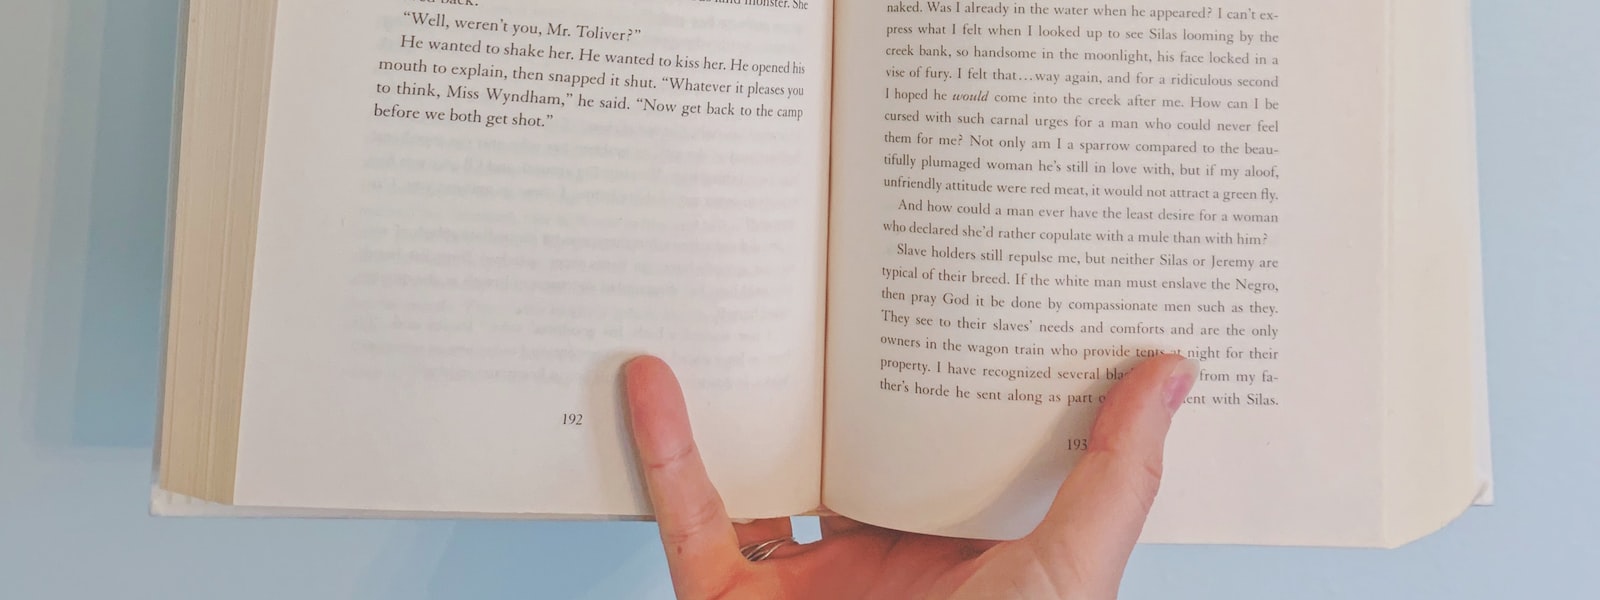 "Well, weren't you, Mr. Toliver?"
He wanted to shake her. He wanted to kiss her. He opened his
mouth to explain, then snapped it shut. "Whatever it pleases you
to think, Miss Wyndham," he said. "Now get back to the camp
before we both get shot."
192
naked. Was I already in the water when he appeared? I can't ex-
press what I felt when I looked up to see Silas looming by the
creek bank, so handsome in the moonlight, his face locked in a
vise of fury. I felt that…way again, and for a ridiculous second
I hoped he would come into the creek after me. How can I be
cursed with such carnal urges for a man who could never feel
them for me? Not only am I a sparrow compared to the beau-
tifully plumaged woman he's still in love with, but if my aloof,
unfriendly attitude were red meat, it would not attract a green fly.
And how could a man ever have the least desire for a woman
who declared she'd rather copulate with a mule than with him?
Slave holders still repulse me, but neither Silas or Jeremy are
typical of their breed. If the white man must enslave the Negro,
then pray God it be done by compassionate men such as they.
They see to their slaves' needs and comforts and are the only
owners in the wagon train who provide tents at night for their
property. I have recognized several from my fa-
ther's horde he sent along as part with Silas.
193